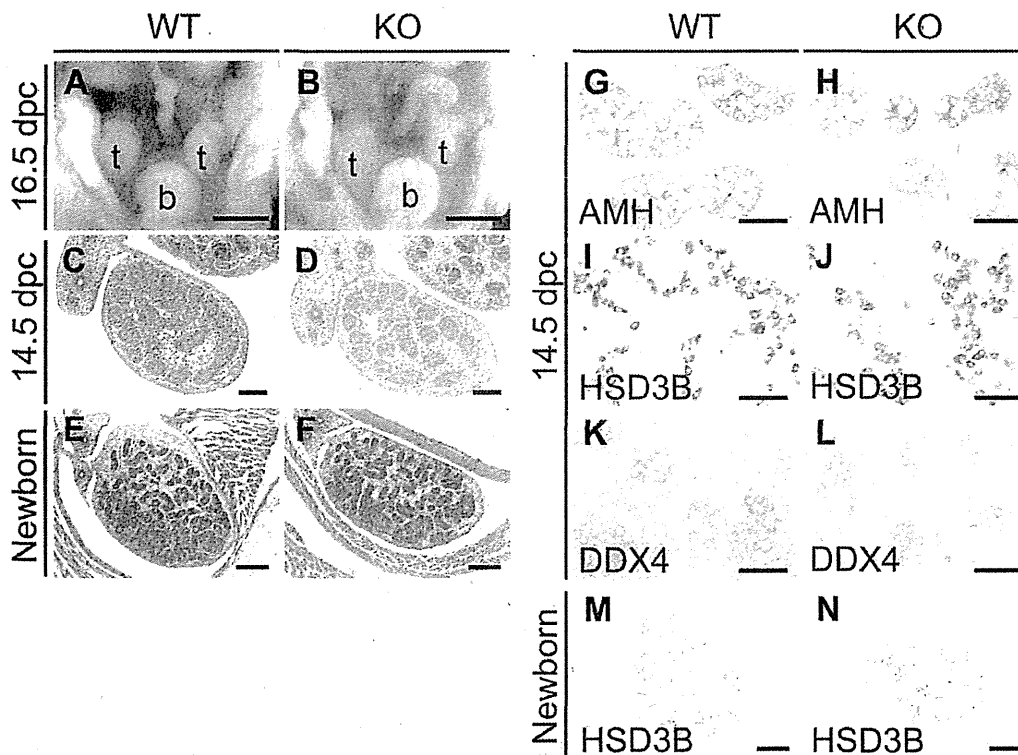 WT KO
WT KO
16.5 dpc
A
B
t
t
b
t
t
b
14.5 dpc
C
D
Newborn
E
F
14.5 dpc
G
AMH
H
AMH
I
HSD3B
J
HSD3B
K
DDX4
L
DDX4
Newborn
M
HSD3B
N
HSD3B